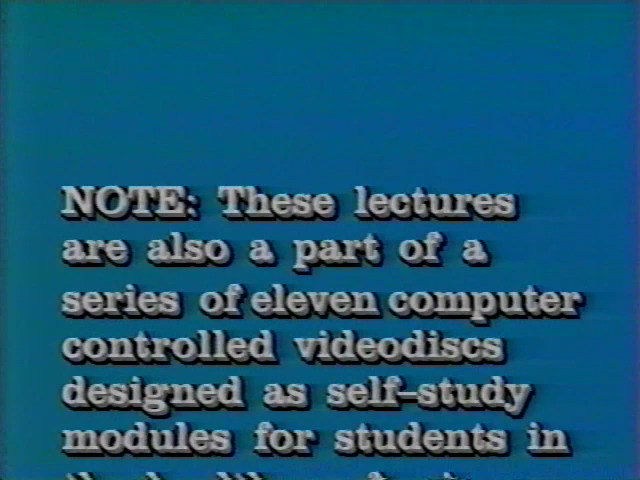 NOTE: These lectures
are also a part of a
series of eleven computer
controlled videodiscs
designed as self-study
modules for students in